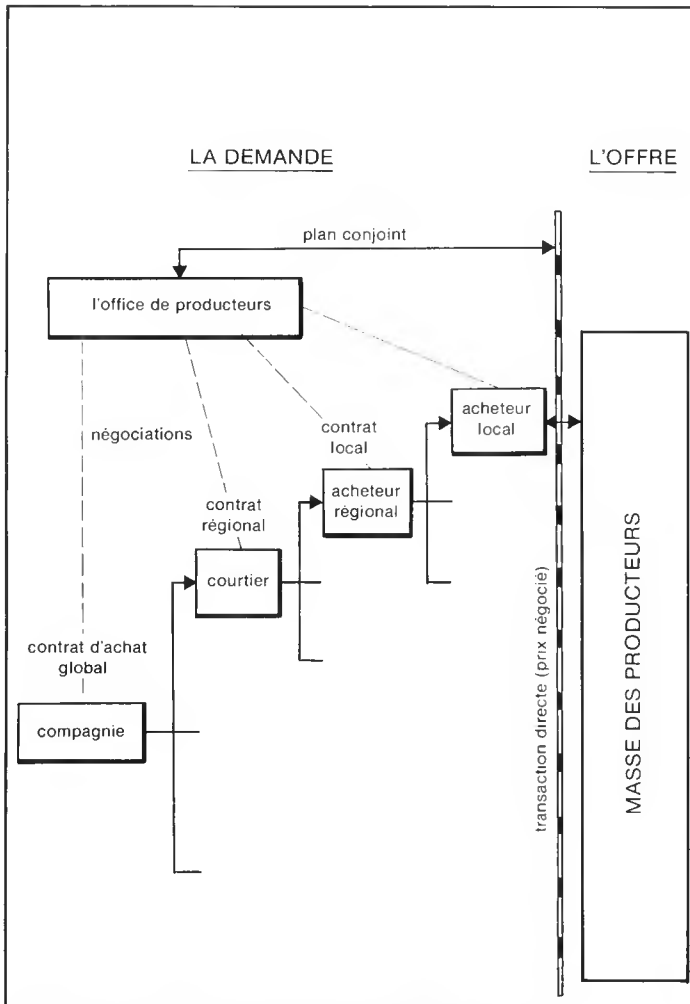 LA DEMANDE
L'OFFRE
plan conjoint
l'office de producteurs
négociations
contrat
local
acheteur
local
contrat
régional
acheteur
régional
courtier
contrat d'achat
global
compagnie
transaction directe (prix négocié)
MASSE DES PRODUCTEURS